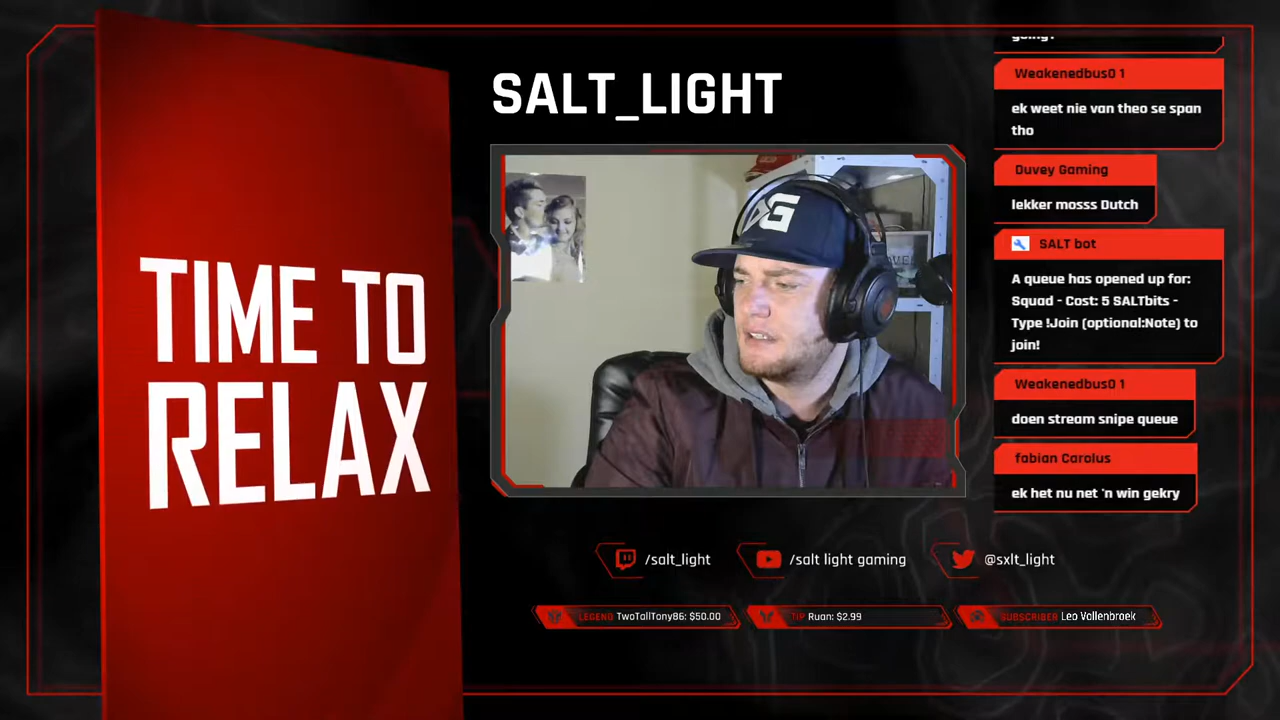 TIME TO
RELAX
SALT_LIGHT
going?
Weakenedbus0 1
ek weet nie van theo se span
tho
Duvey Gaming
lekker mosss Dutch
SALT bot
A queue has opened up for:
Squad - Cost: 5 SALTbits -
Type !Join (optional:Note) to
join!
Weakenedbus0 1
doen stream snipe queue
fabian Carolus
ek het nu net 'n win gekry
/salt_light
/salt light gaming
@sxlt_light
LEGEND TwoTallTony86: $50.00
TIP Ruan: $2.99
SUBSCRIBER Leo Vallenbroek